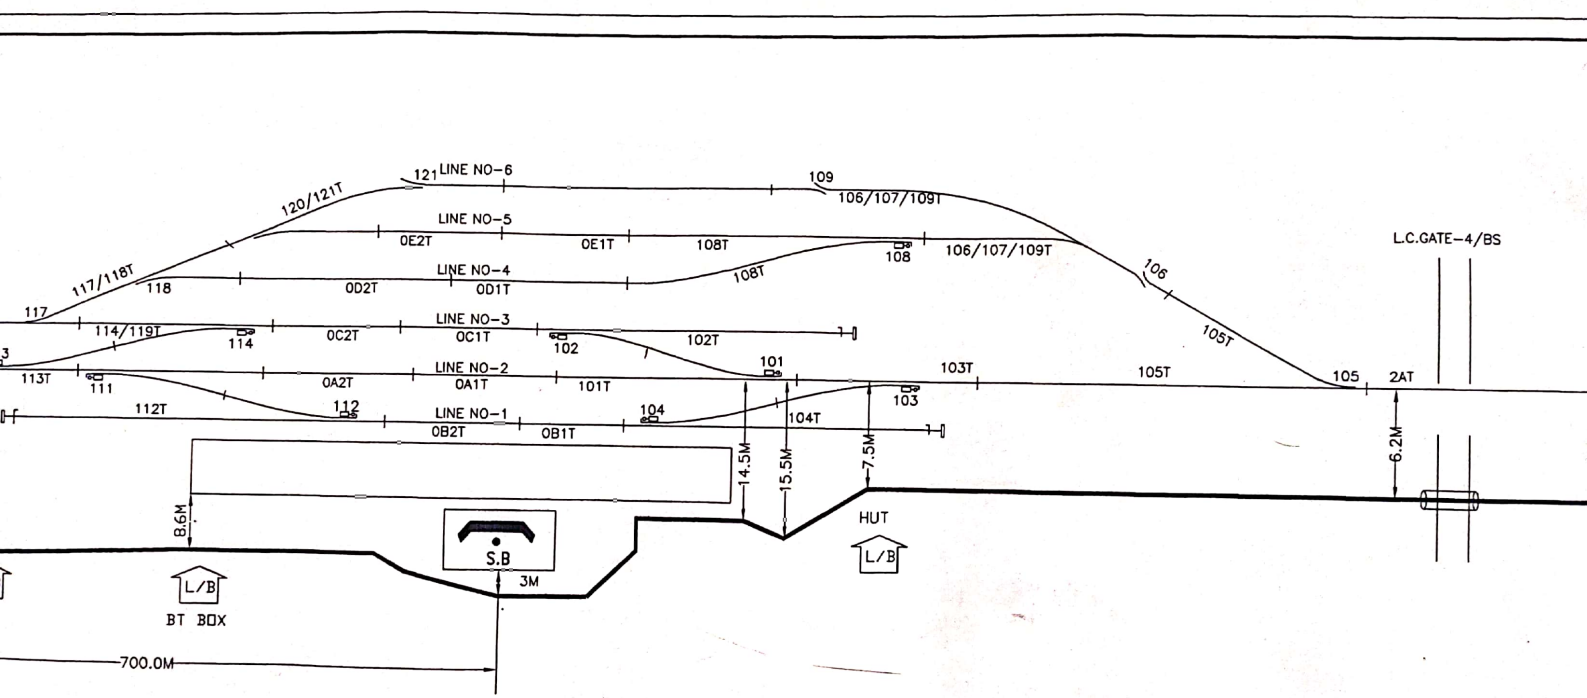 121 LINE NO-6
109
120/121T
106/107/109T
LINE NO-5
0E2T
0E1T
108T
108
106/107/109T
L.C.GATE-4/BS
117/118T
118
LINE NO-4
0D2T
0D1T
108T
106
117
114/119T
114
LINE NO-3
0C2T
0C1T
102
102T
105T
3
113T
111
LINE NO-2
0A2T
0A1T
101T
101
103T
103
105T
105
2AT
112T
112
LINE NO-1
0B2T
0B1T
104
104T
14.5M
15.5M
7.5M
6.2M
8.6M
S.B
3M
HUT
L/B
L/B
BT BOX
700.0M